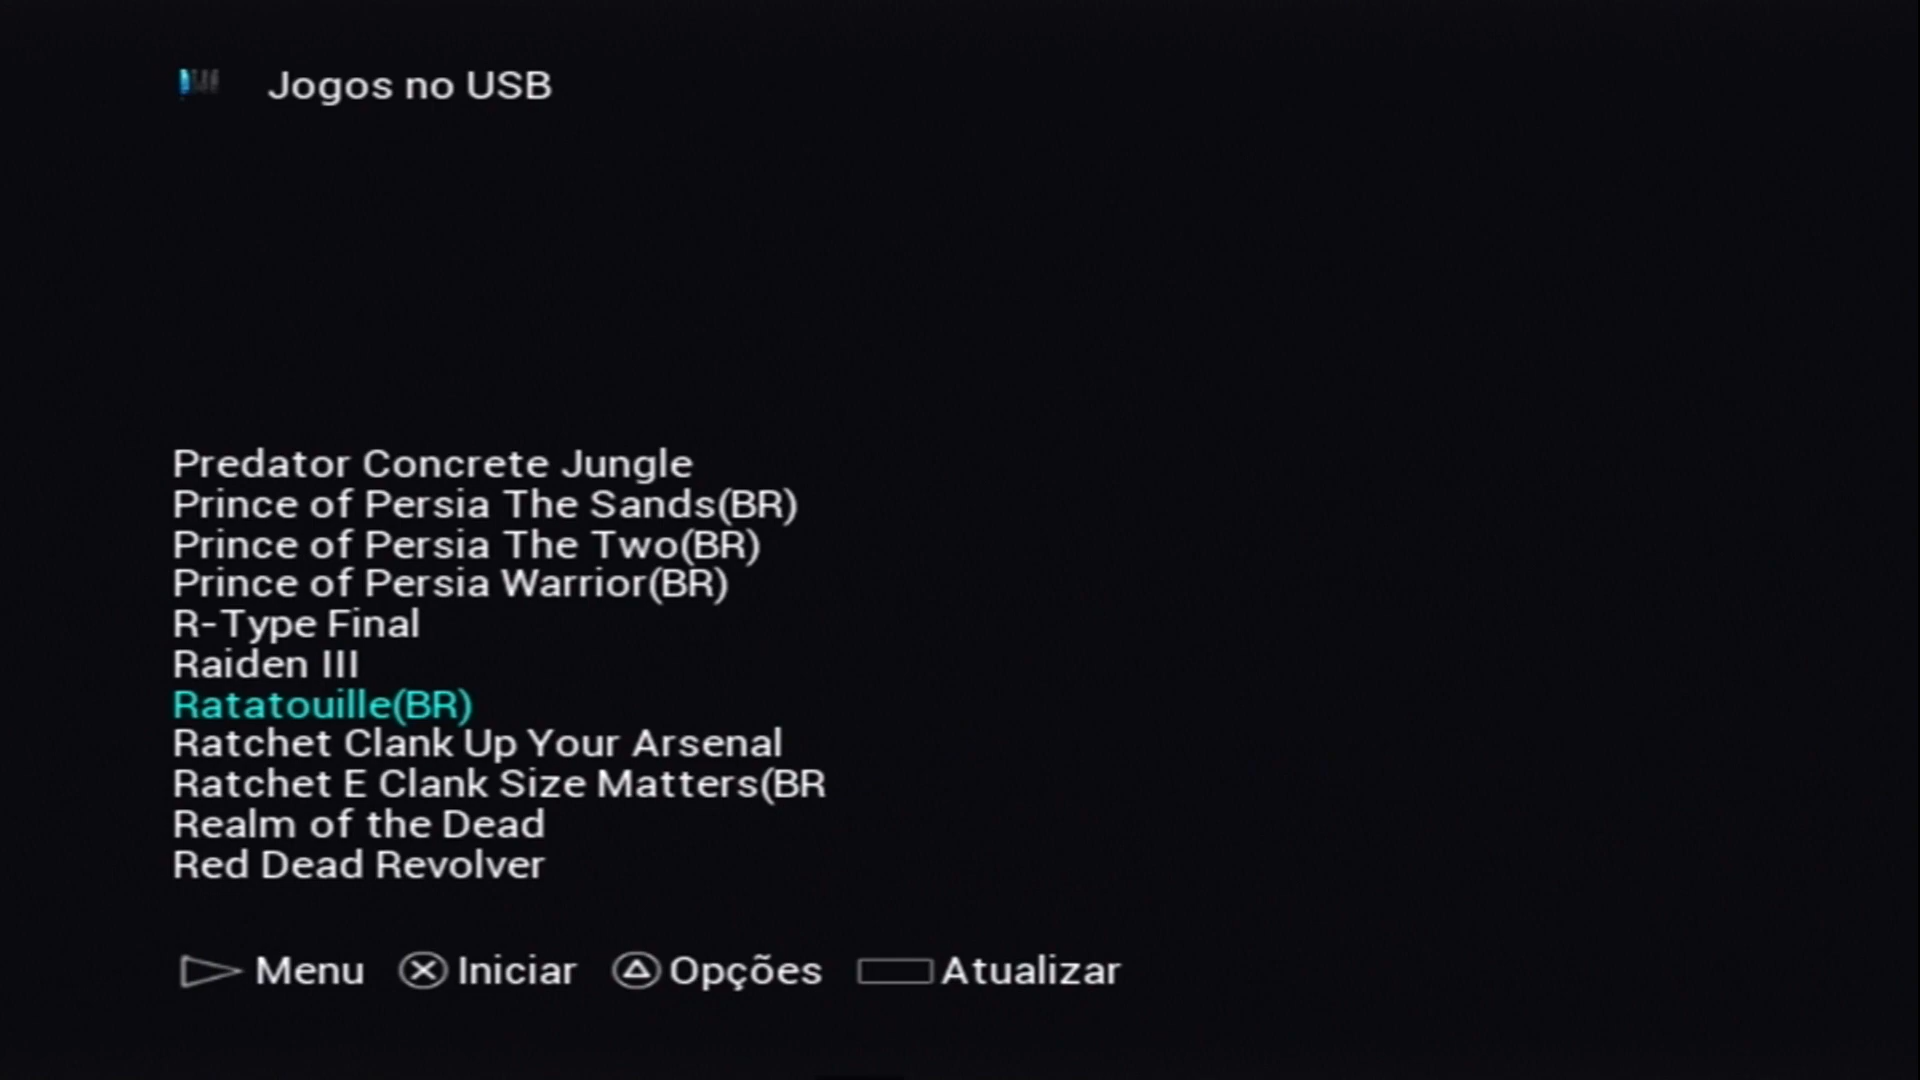 Jogos no USB
Predator Concrete Jungle
Prince of Persia The Sands(BR)
Prince of Persia The Two(BR)
Prince of Persia Warrior(BR)
R-Type Final
Raiden III
Ratatouille(BR)
Ratchet Clank Up Your Arsenal
Ratchet E Clank Size Matters(BR
Realm of the Dead
Red Dead Revolver
Menu Iniciar Opções Atualizar